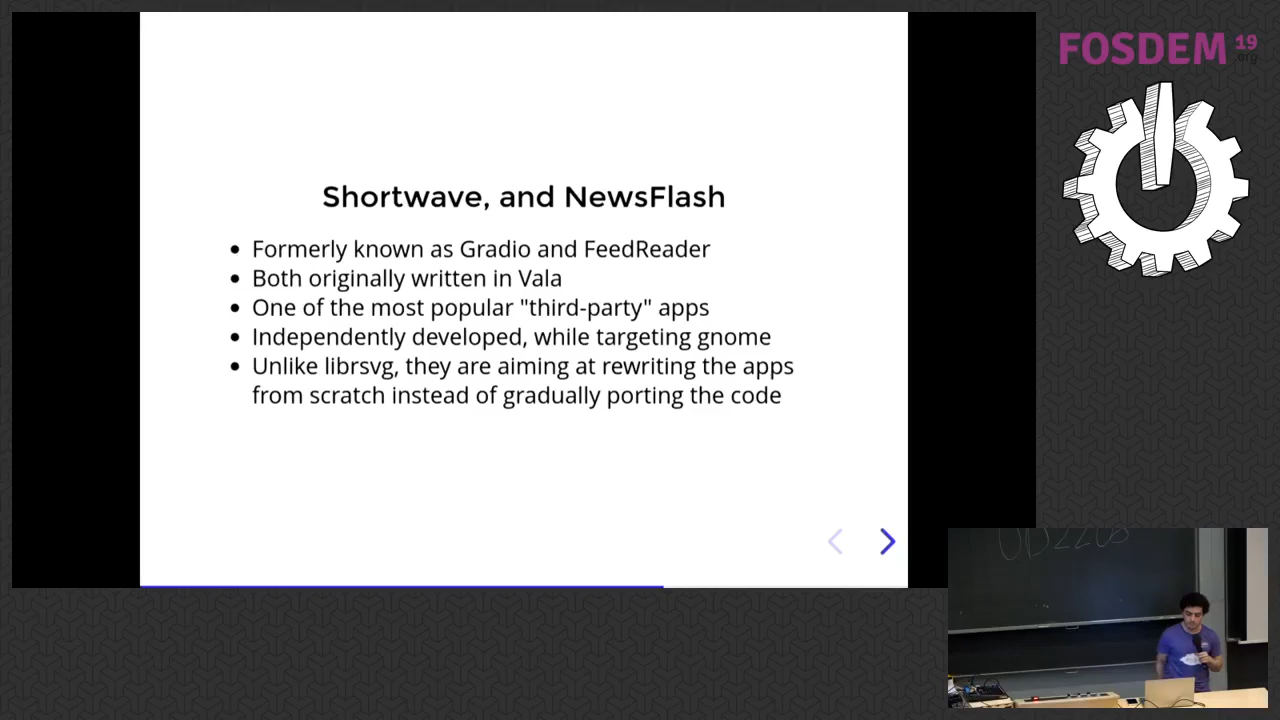 FOSDEM 19
.org
Shortwave, and NewsFlash
Formerly known as Gradio and FeedReader
Both originally written in Vala
One of the most popular "third-party" apps
Independently developed, while targeting gnome
Unlike librsvg, they are aiming at rewriting the apps
from scratch instead of gradually porting the code